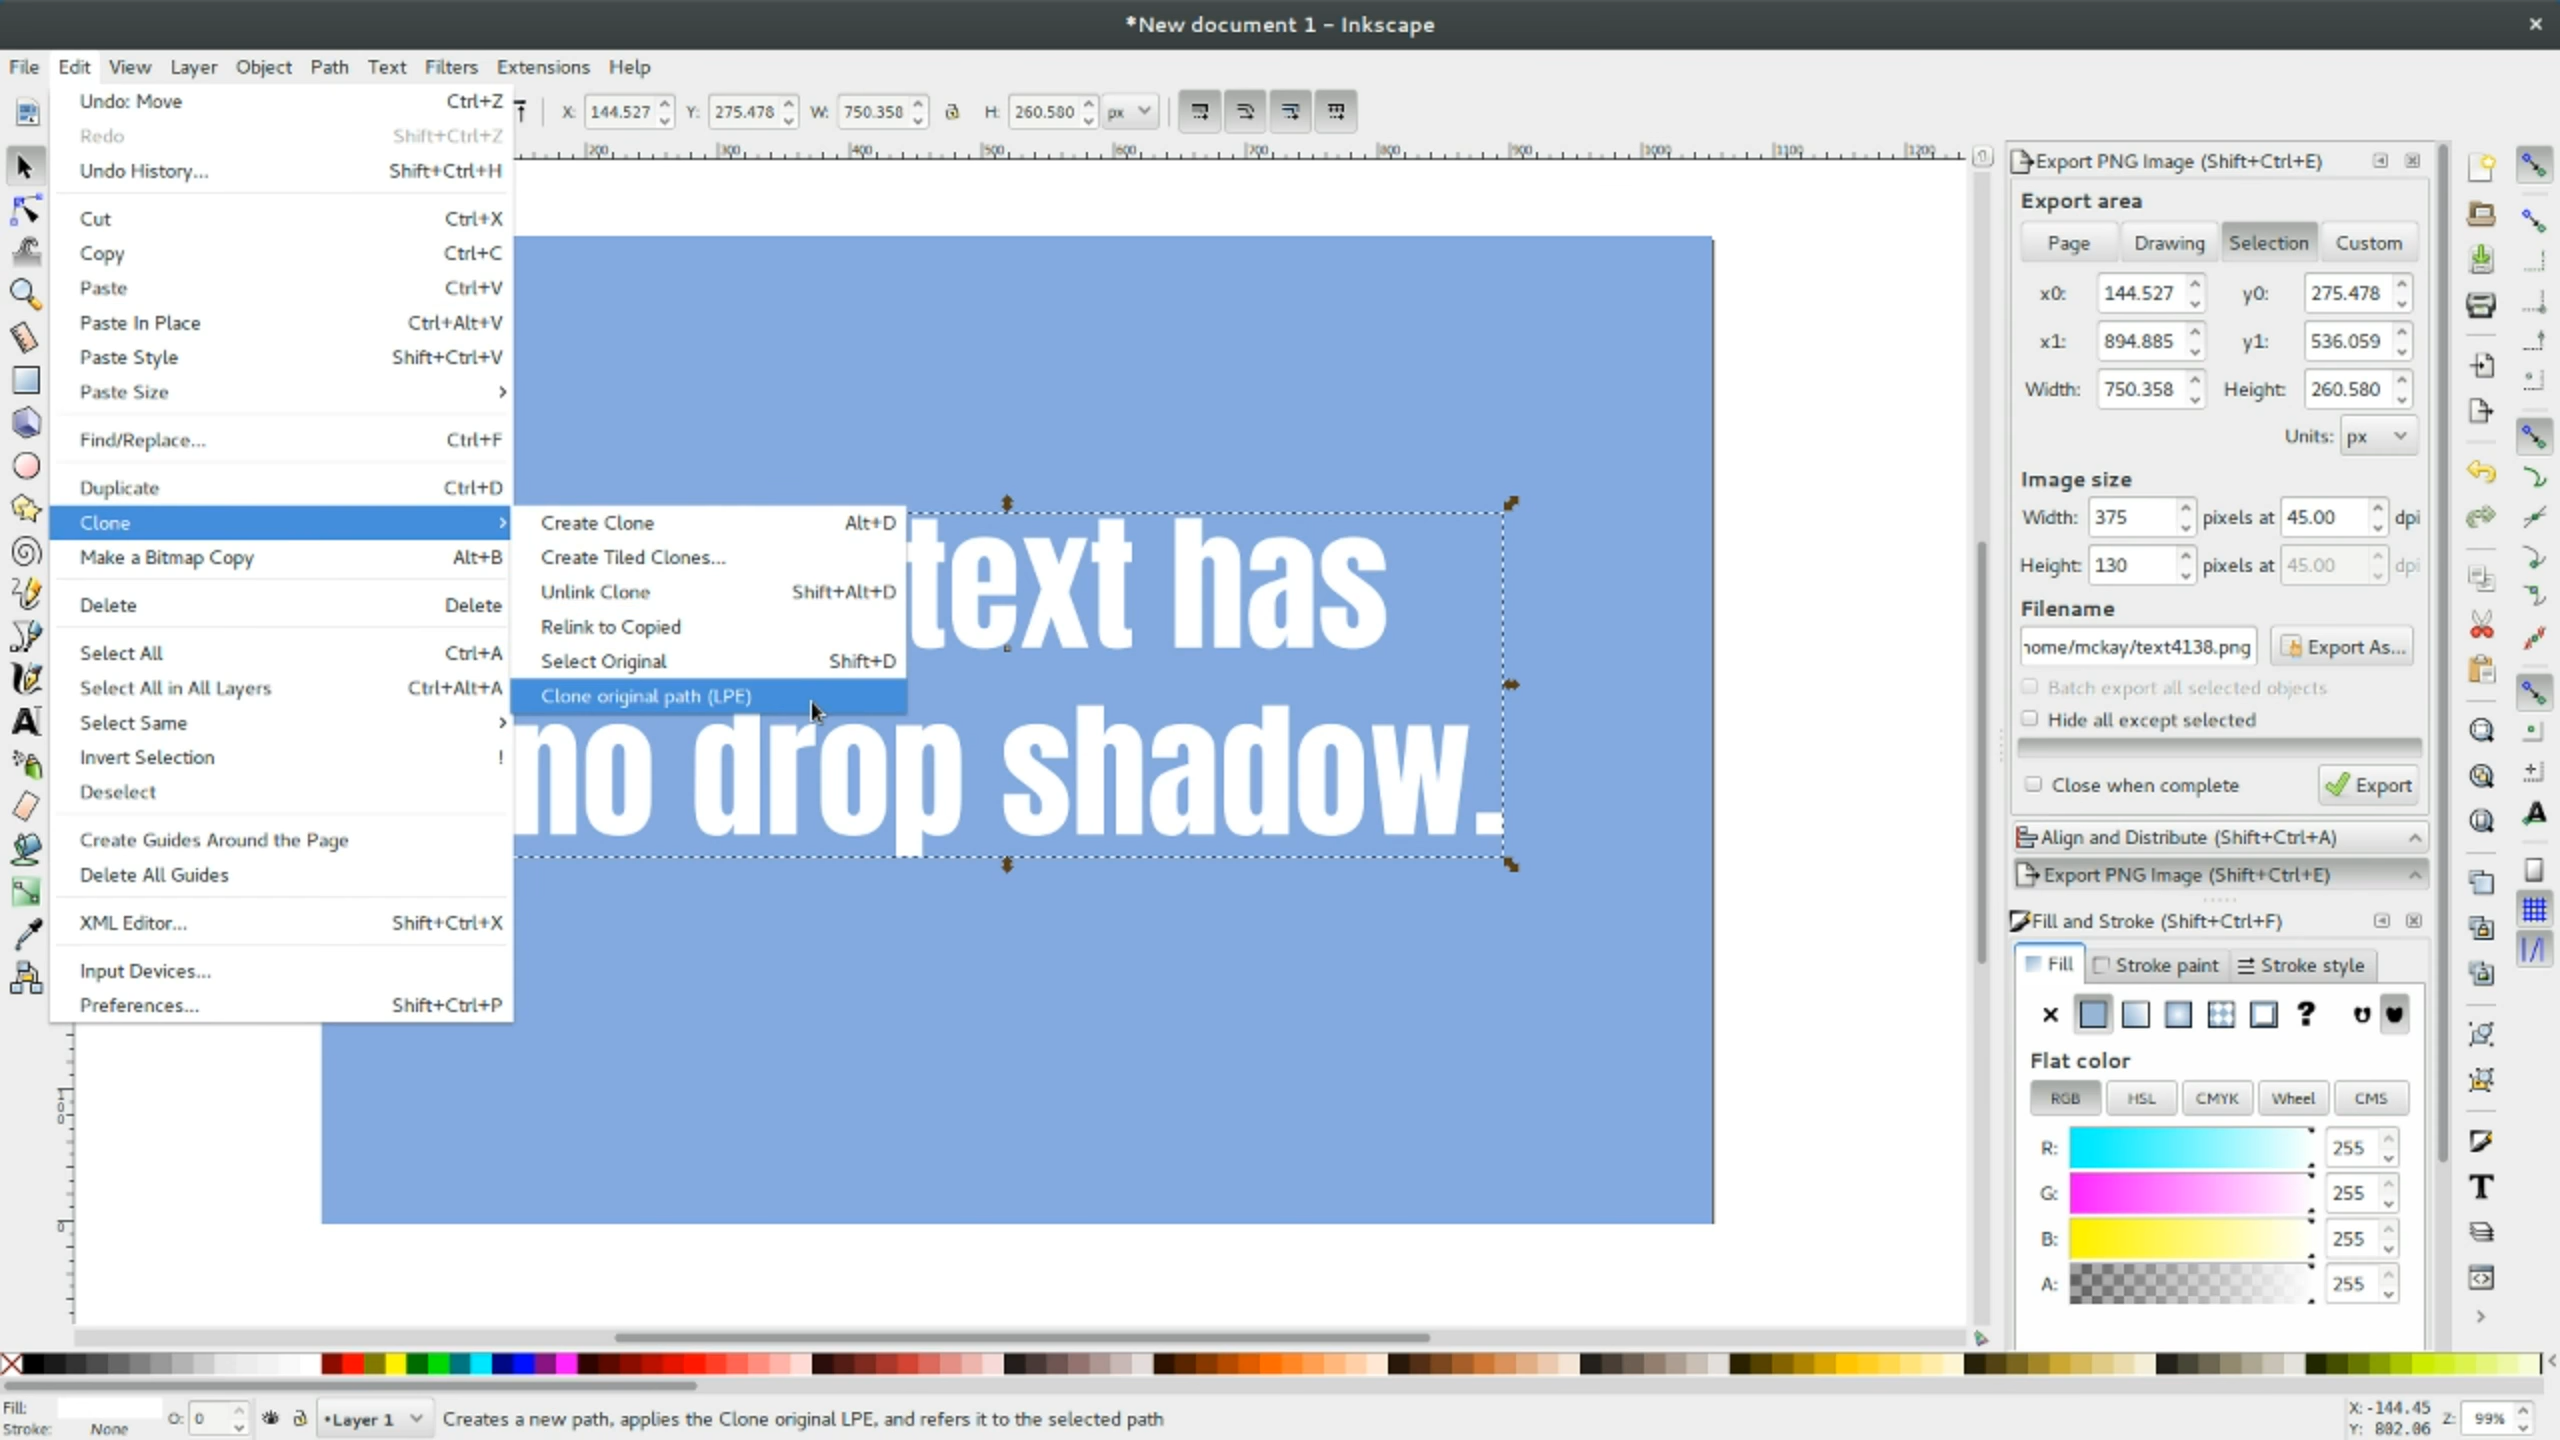 *New document 1 - Inkscape
File Edit View Layer Object Path Text Filters Extensions Help
X: 144.527 Y: 275.478 W: 750.358 H: 260.580 px
Undo: Move Ctrl+Z
Redo Shift+Ctrl+Z
Undo History... Shift+Ctrl+H
Cut Ctrl+X
Copy Ctrl+C
Paste Ctrl+V
Paste In Place Ctrl+Alt+V
Paste Style Shift+Ctrl+V
Paste Size
Find/Replace... Ctrl+F
Duplicate Ctrl+D
Clone
Make a Bitmap Copy Alt+B
Delete Delete
Select All Ctrl+A
Select All in All Layers Ctrl+Alt+A
Select Same
Invert Selection !
Deselect
Create Guides Around the Page
Delete All Guides
XML Editor... Shift+Ctrl+X
Input Devices...
Preferences... Shift+Ctrl+P
Create Clone Alt+D
Create Tiled Clones...
Unlink Clone Shift+Alt+D
Relink to Copied
Select Original Shift+D
Clone original path (LPE)
200 300 400 500 600 700 800 900 1000 1100 1200
text has
no drop shadow.
Export PNG Image (Shift+Ctrl+E)
Export area
Page Drawing Selection Custom
x0: 144.527 y0: 275.478
x1: 894.885 y1: 536.059
Width: 750.358 Height: 260.580
Units: px
Image size
Width: 375 pixels at 45.00 dpi
Height: 130 pixels at 45.00 dpi
Filename
home/mckay/text4138.png Export As...
Batch export all selected objects
Hide all except selected
Close when complete Export
Align and Distribute (Shift+Ctrl+A)
Export PNG Image (Shift+Ctrl+E)
Fill and Stroke (Shift+Ctrl+F)
Fill Stroke paint Stroke style
Flat color
RGB HSL CMYK Wheel CMS
R: 255
G: 255
B: 255
A: 255
Fill:
Stroke: None
O: 0
•Layer 1
Creates a new path, applies the Clone original LPE, and refers it to the selected path
X: -144.45
Y: 802.06
Z: 99%